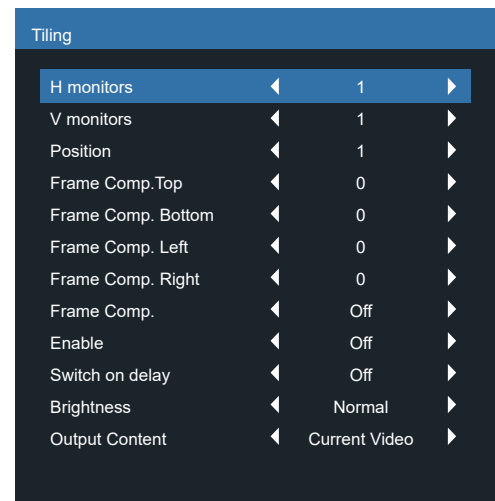 Tiling
H monitors 1
V monitors 1
Position 1
Frame Comp.Top 0
Frame Comp. Bottom 0
Frame Comp. Left 0
Frame Comp. Right 0
Frame Comp. Off
Enable Off
Switch on delay Off
Brightness Normal
Output Content Current Video